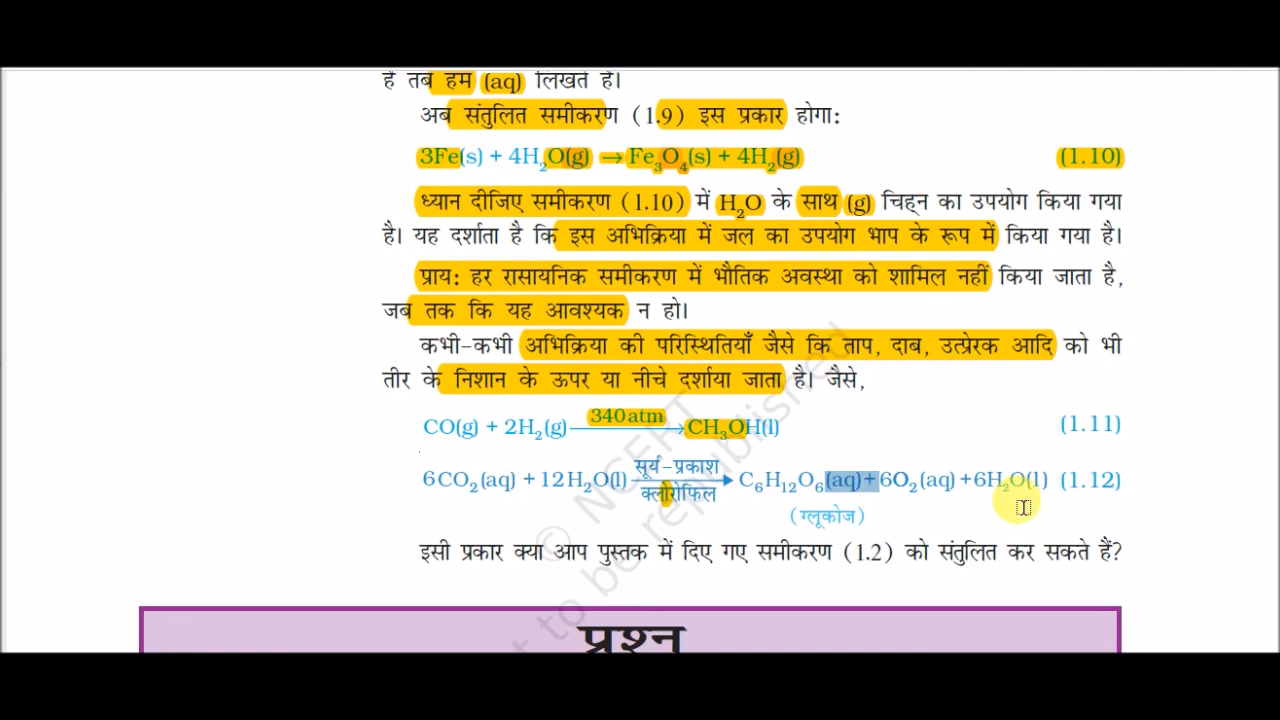 है तब हम (aq) लिखते हैं।
अब संतुलित समीकरण (1.9) इस प्रकार होगा:
3Fe(s) + 4H₂O(g) → Fe₃O₄(s) + 4H₂(g) (1.10)
ध्यान दीजिए समीकरण (1.10) में H₂O के साथ (g) चिह्न का उपयोग किया गया
है। यह दर्शाता है कि इस अभिक्रिया में जल का उपयोग भाप के रूप में किया गया है।
प्राय: हर रासायनिक समीकरण में भौतिक अवस्था को शामिल नहीं किया जाता है,
जब तक कि यह आवश्यक न हो।
कभी-कभी अभिक्रिया की परिस्थितियाँ जैसे कि ताप, दाब, उत्प्रेरक आदि को भी
तीर के निशान के ऊपर या नीचे दर्शाया जाता है। जैसे,
340 atm
CO(g) + 2H₂(g) → CH₃OH(l) (1.11)
सूर्य-प्रकाश
6CO₂(aq) + 12H₂O(l) → C₆H₁₂O₆(aq) + 6O₂(aq) + 6H₂O(l) (1.12)
क्लोरोफिल
(ग्लूकोज)
इसी प्रकार क्या आप पुस्तक में दिए गए समीकरण (1.2) को संतुलित कर सकते हैं?
© NCERT
t to be republished
प्रश्न